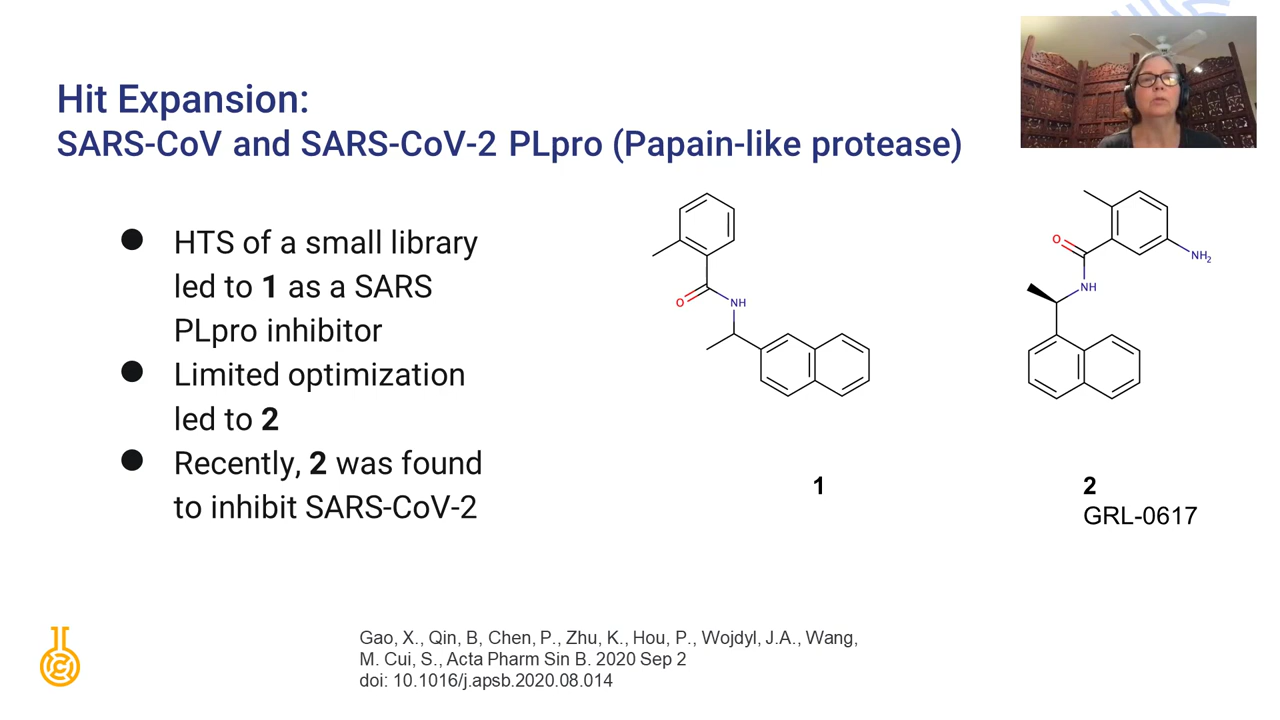 Hit Expansion:
SARS-CoV and SARS-CoV-2 PLpro (Papain-like protease)
● HTS of a small library
led to 1 as a SARS
PLpro inhibitor
● Limited optimization
led to 2
● Recently, 2 was found
to inhibit SARS-CoV-2
O
NH
1
O
NH
NH2
2
GRL-0617
Gao, X., Qin, B, Chen, P., Zhu, K., Hou, P., Wojdyl, J.A., Wang,
M. Cui, S., Acta Pharm Sin B. 2020 Sep 2
doi: 10.1016/j.apsb.2020.08.014